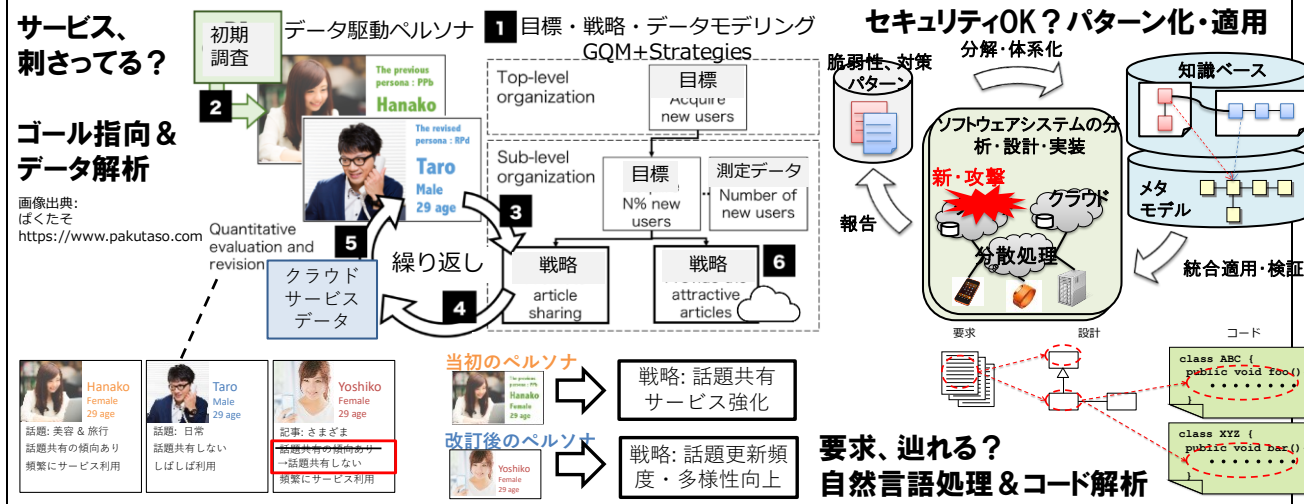 サービス、
刺さってる?
ゴール指向&
データ解析
画像出典:
ぱくたそ
https://www.pakutaso.com
初期
調査
データ駆動ペルソナ
2
The previous
persona : PPb
Hanako
The revised
persona : RPd
Taro
Male
29 age
1
目標・戦略・データモデリング
GQM+Strategies
Top-level
organization
目標
Acquire
new users
Sub-level
organization
目標
N% new
users
測定データ
Number of
new users
3
戦略
article
sharing
戦略
attractive
articles
6
5
Quantitative
evaluation and
revision
繰り返し
クラウド
サービス
データ
4
Hanako
Female
29 age
話題: 美容 & 旅行
話題共有の傾向あり
頻繁にサービス利用
Taro
Male
29 age
話題: 日常
話題共有しない
しばしば利用
Yoshiko
Female
29 age
記事: さまざま
話題共有の傾向あり
→話題共有しない
頻繁にサービス利用
当初のペルソナ
The previous
persona : PPb
Hanako
Female
29 age
戦略: 話題共有
サービス強化
改訂後のペルソナ
Yoshiko
Female
29 age
戦略: 話題更新頻
度・多様性向上
セキュリティOK?パターン化・適用
分解・体系化
脆弱性、対策
パターン
知識ベース
ソフトウェアシステムの分
析・設計・実装
新・攻撃
クラウド
分散処理
メタ
モデル
報告
統合適用・検証
要求
設計
コード
class ABC {
public void foo()
}
class XYZ {
public void bar()
}
要求、辿れる?
自然言語処理&コード解析